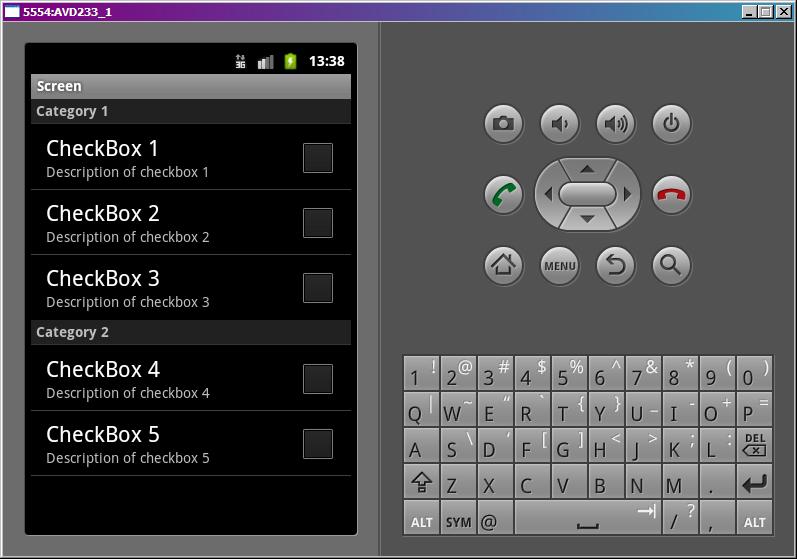 5554:AVD233_1
3G 13:38
Screen
Category 1
CheckBox 1
Description of checkbox 1
CheckBox 2
Description of checkbox 2
CheckBox 3
Description of checkbox 3
Category 2
CheckBox 4
Description of checkbox 4
CheckBox 5
Description of checkbox 5
MENU
1 ! 2 @ 3 # 4 $ 5 % 6 ^ 7 & 8 * 9 ( 0 )
Q | W ~ E “ R ` T { Y } U _ I - O + P =
A S \ D ‘ F [ G ] H < J > K ; L : DEL
Z X C V B N M .
ALT SYM @ / ? , ALT